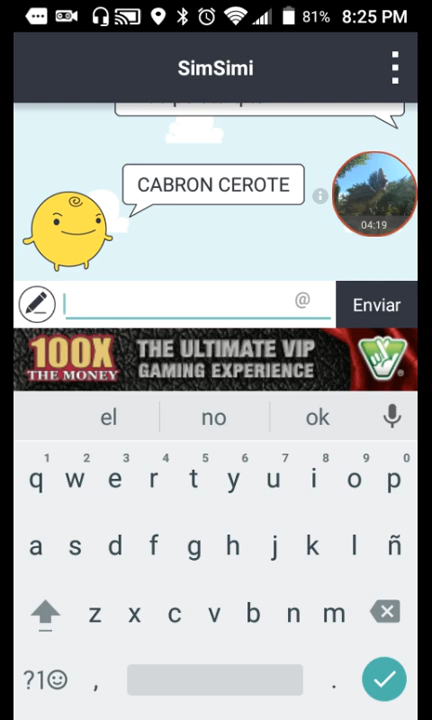 81% 8:25 PM
SimSimi
CABRON CEROTE
04:19
@
Enviar
100X THE ULTIMATE VIP
THE MONEY GAMING EXPERIENCE
el no ok
1 2 3 4 5 6 7 8 9 0
q w e r t y u i o p
a s d f g h j k l ñ
z x c v b n m
?1☺ , .